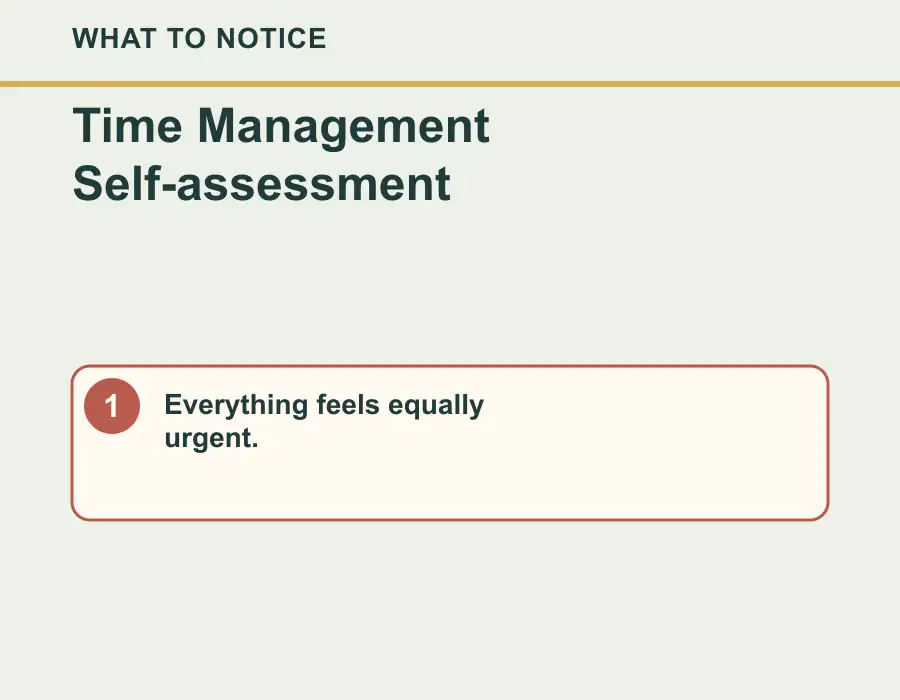 WHAT TO NOTICE
Time Management
Self-assessment
1
Everything feels equally
urgent.